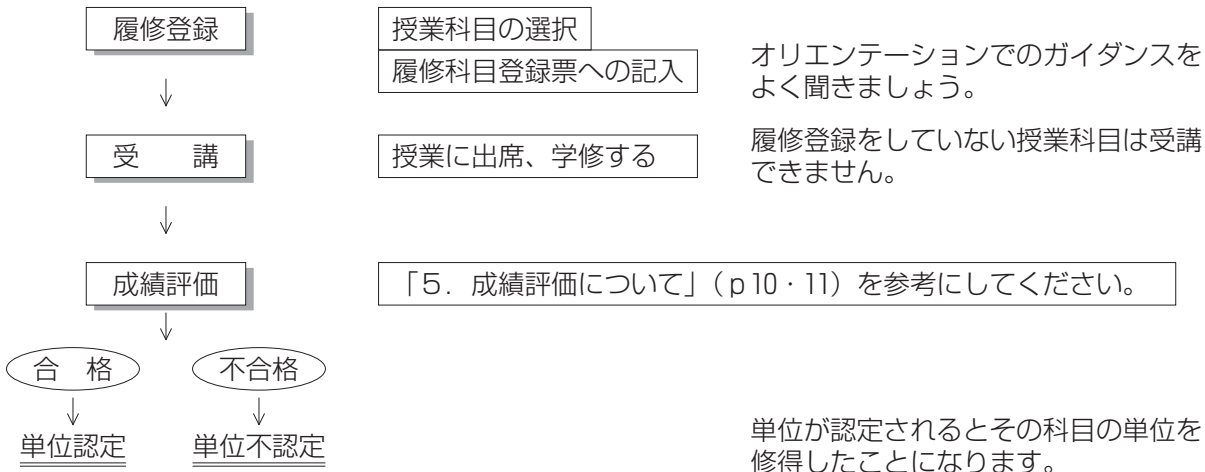 履修登録
授業科目の選択
履修科目登録票への記入
オリエンテーションでのガイダンスを
よく聞きましょう。
↓
受　　講
授業に出席、学修する
履修登録をしていない授業科目は受講
できません。
↓
成績評価
「5．成績評価について」（p10・11）を参考にしてください。
↓
合　格
不合格
↓
↓
単位認定
単位不認定
単位が認定されるとその科目の単位を
修得したことになります。